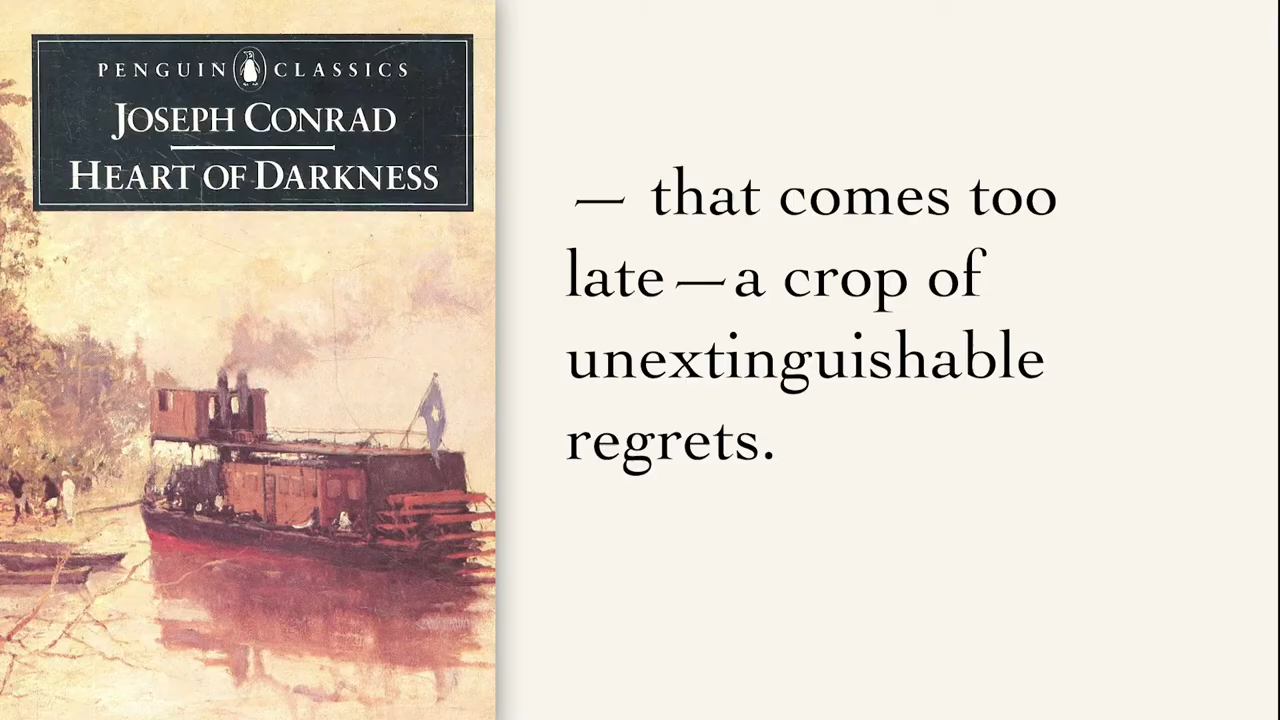 PENGUIN CLASSICS
JOSEPH CONRAD
HEART OF DARKNESS
— that comes too
late—a crop of
unextinguishable
regrets.